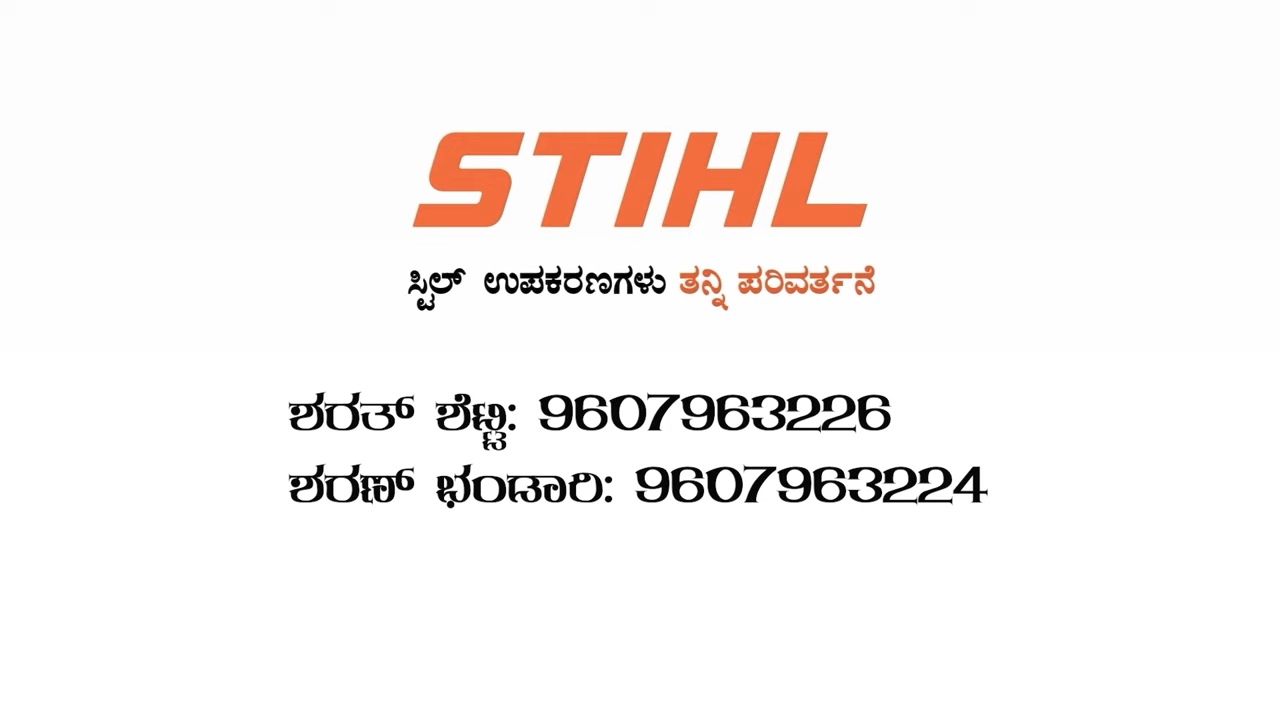 STIHL
ಸ್ಟಿಲ್ ಉಪಕರಣಗಳು ತನ್ನಿ ಪರಿವರ್ತನೆ
ಶರತ್ ಶೆಟ್ಟಿ: 9607963226
ಶರಣ್ ಭಂಡಾರಿ: 9607963224